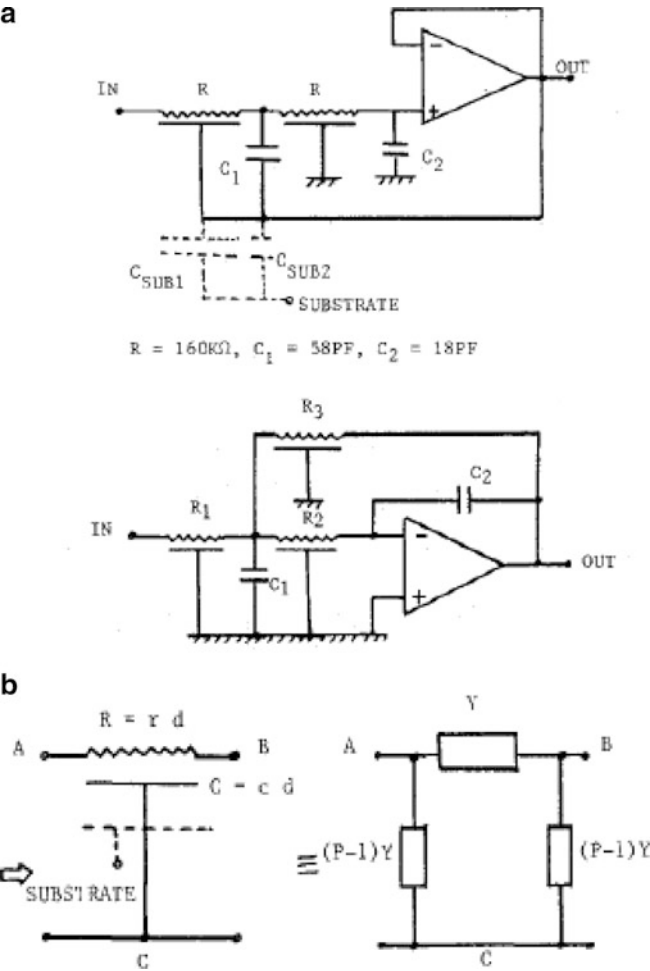 a
IN
R
R
−
+
OUT
C1
C2
CSUB1
CSUB2
SUBSTRATE
R = 160KΩ, C1 = 58PF, C2 = 18PF
R3
C2
IN
R1
R2
−
+
C1
OUT
b
R = r d
A
B
C = c d
SUBSTRATE
C
Y
A
B
≡
(P-1)Y
(P-1)Y
C